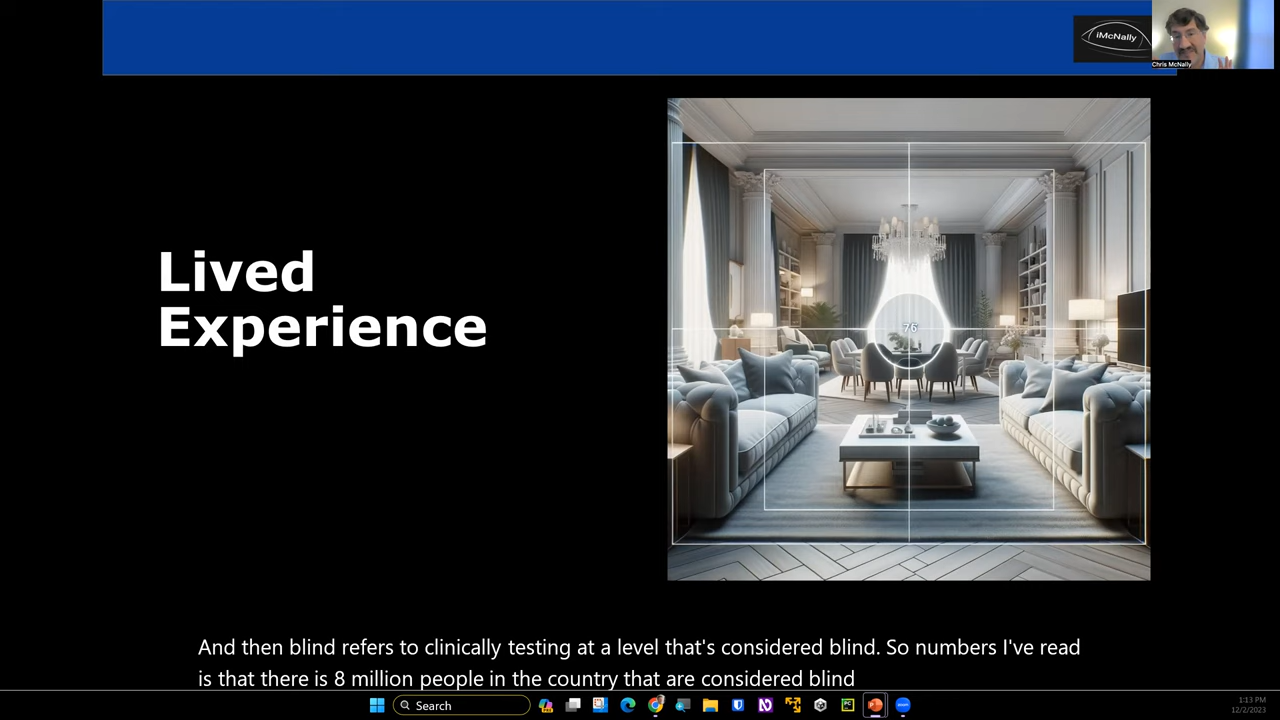 iMcNally
Chris McNally
Lived
Experience
76
And then blind refers to clinically testing at a level that's considered blind. So numbers I've read
is that there is 8 million people in the country that are considered blind
Search
1:13 PM
12/2/2023